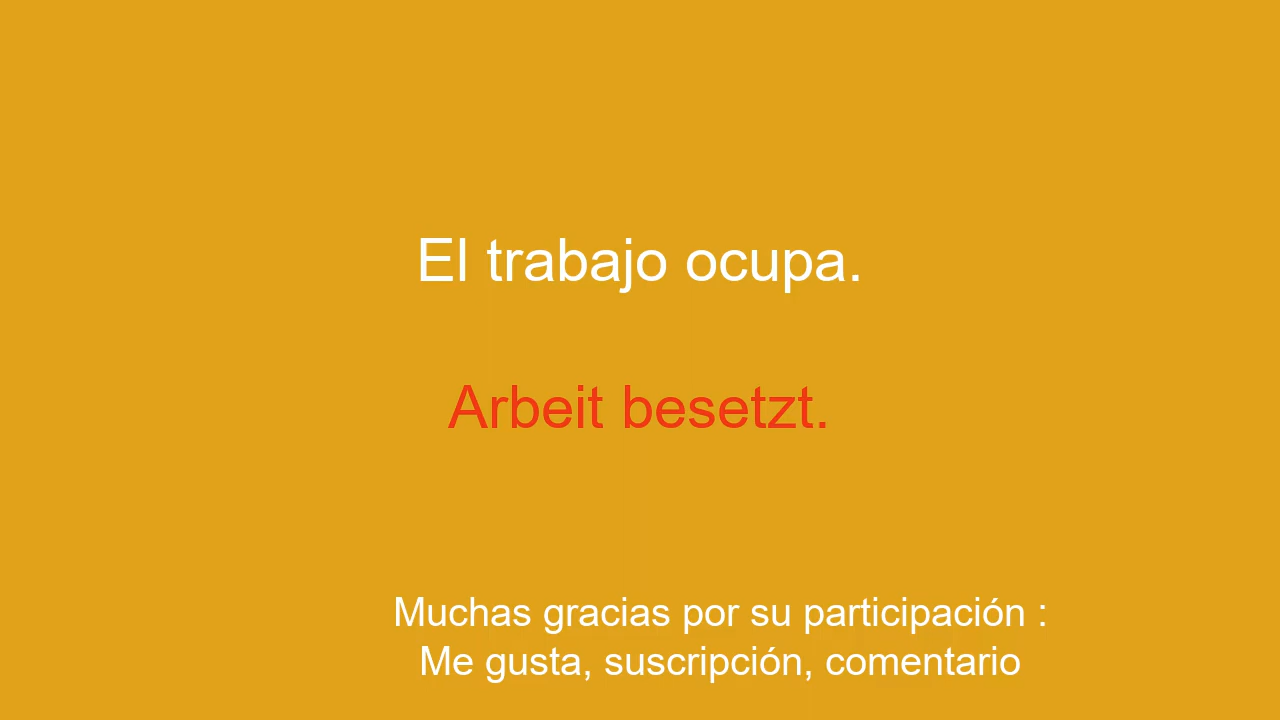 El trabajo ocupa.
Arbeit besetzt.
Muchas gracias por su participación :
Me gusta, suscripción, comentario